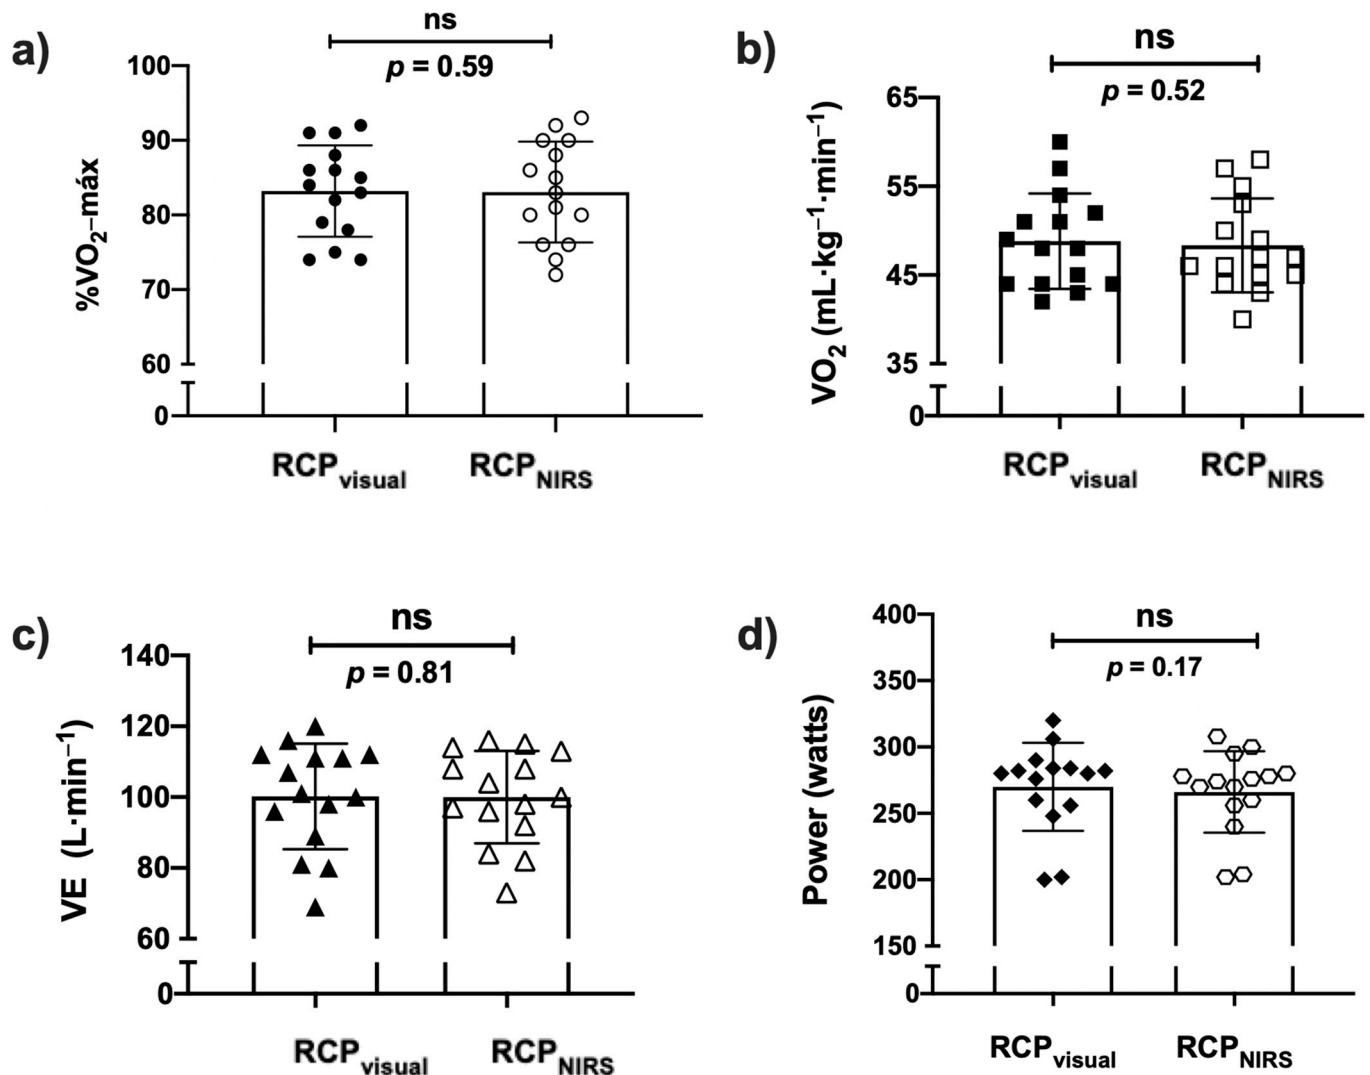 a)
ns
p = 0.59
100
90
80
70
60
0
%VO₂−máx
RCPvisual
RCPNIRS
b)
ns
p = 0.52
65
55
45
35
0
VO₂ (mL·kg⁻¹·min⁻¹)
RCPvisual
RCPNIRS
c)
ns
p = 0.81
140
120
100
80
60
0
VE (L·min⁻¹)
RCPvisual
RCPNIRS
d)
ns
p = 0.17
400
350
300
250
200
150
0
Power (watts)
RCPvisual
RCPNIRS